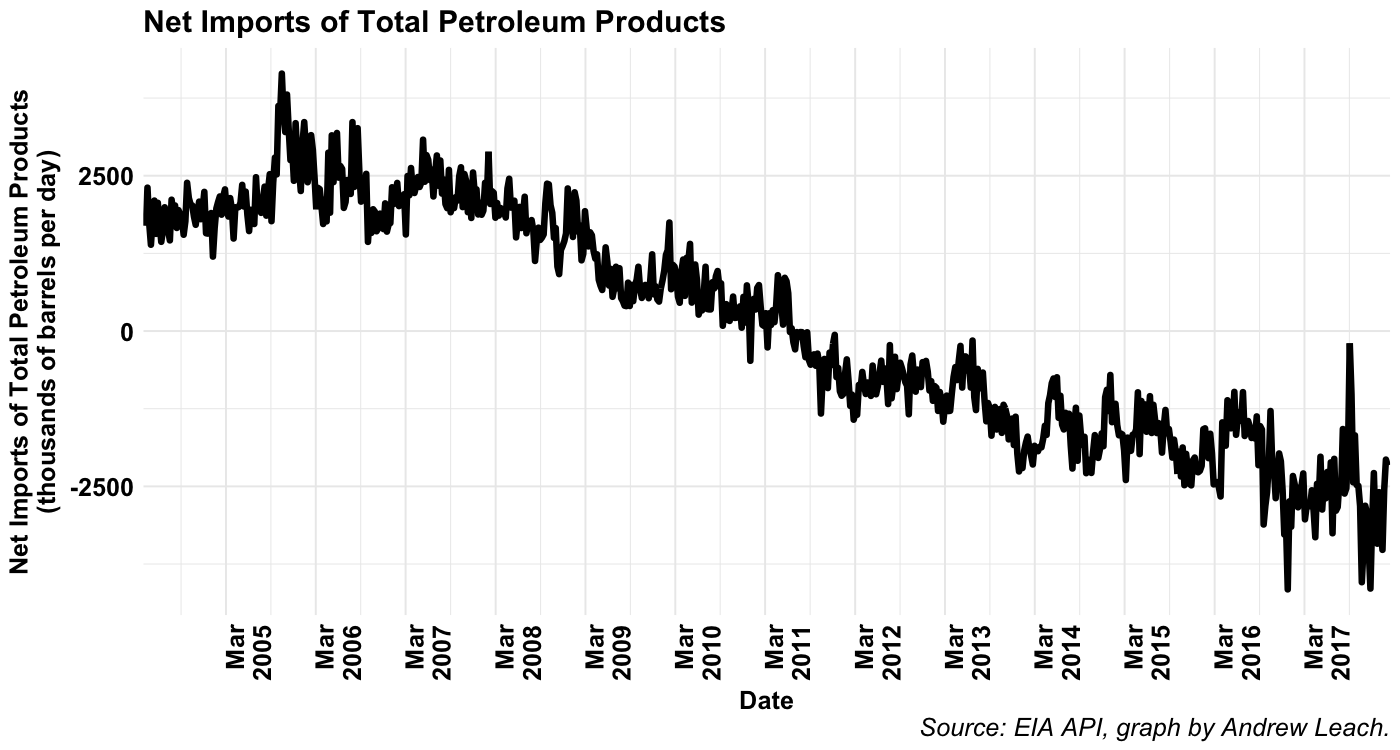 Net Imports of Total Petroleum Products
Net Imports of Total Petroleum Products
(thousands of barrels per day)
2500
0
-2500
Mar
2005
Mar
2006
Mar
2007
Mar
2008
Mar
2009
Mar
2010
Mar
2011
Mar
2012
Mar
2013
Mar
2014
Mar
2015
Mar
2016
Mar
2017
Date
Source: EIA API, graph by Andrew Leach.